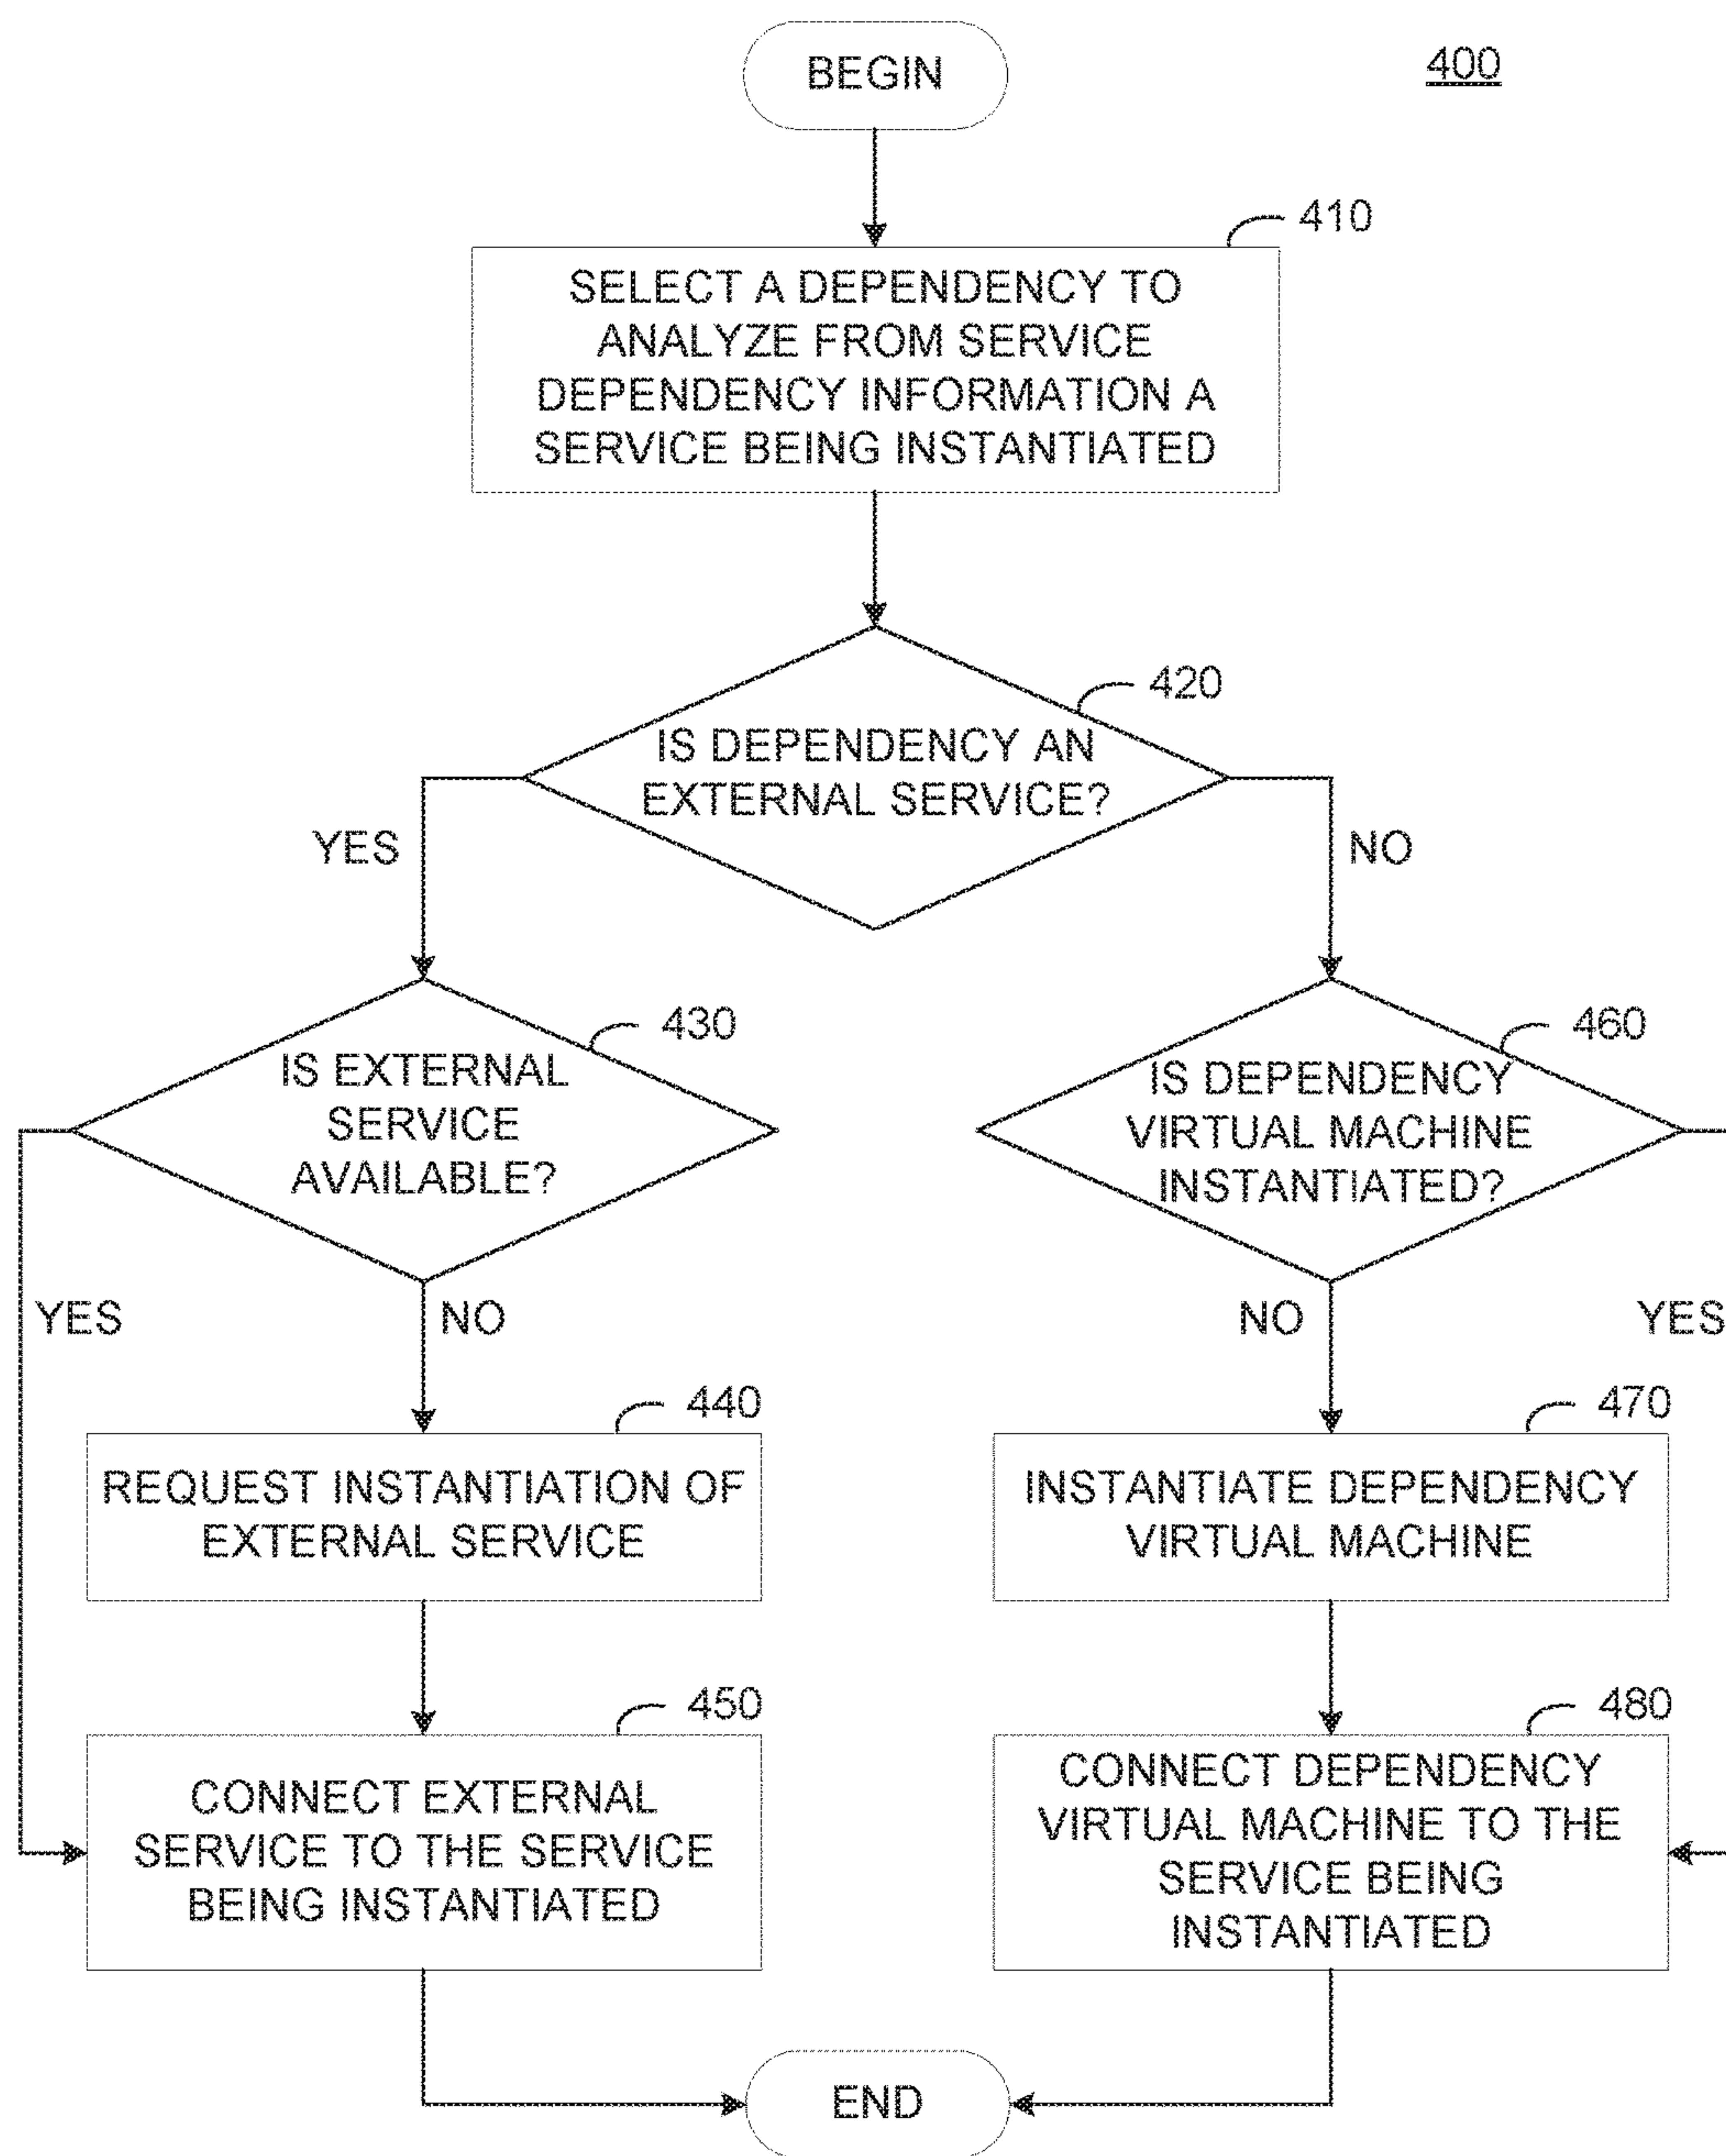 BEGIN
400
410
SELECT A DEPENDENCY TO
ANALYZE FROM SERVICE
DEPENDENCY INFORMATION A
SERVICE BEING INSTANTIATED
420
IS DEPENDENCY AN
EXTERNAL SERVICE?
YES
NO
430
IS EXTERNAL
SERVICE
AVAILABLE?
460
IS DEPENDENCY
VIRTUAL MACHINE
INSTANTIATED?
YES
NO
NO
YES
440
REQUEST INSTANTIATION OF
EXTERNAL SERVICE
470
INSTANTIATE DEPENDENCY
VIRTUAL MACHINE
450
CONNECT EXTERNAL
SERVICE TO THE SERVICE
BEING INSTANTIATED
480
CONNECT DEPENDENCY
VIRTUAL MACHINE TO THE
SERVICE BEING
INSTANTIATED
END